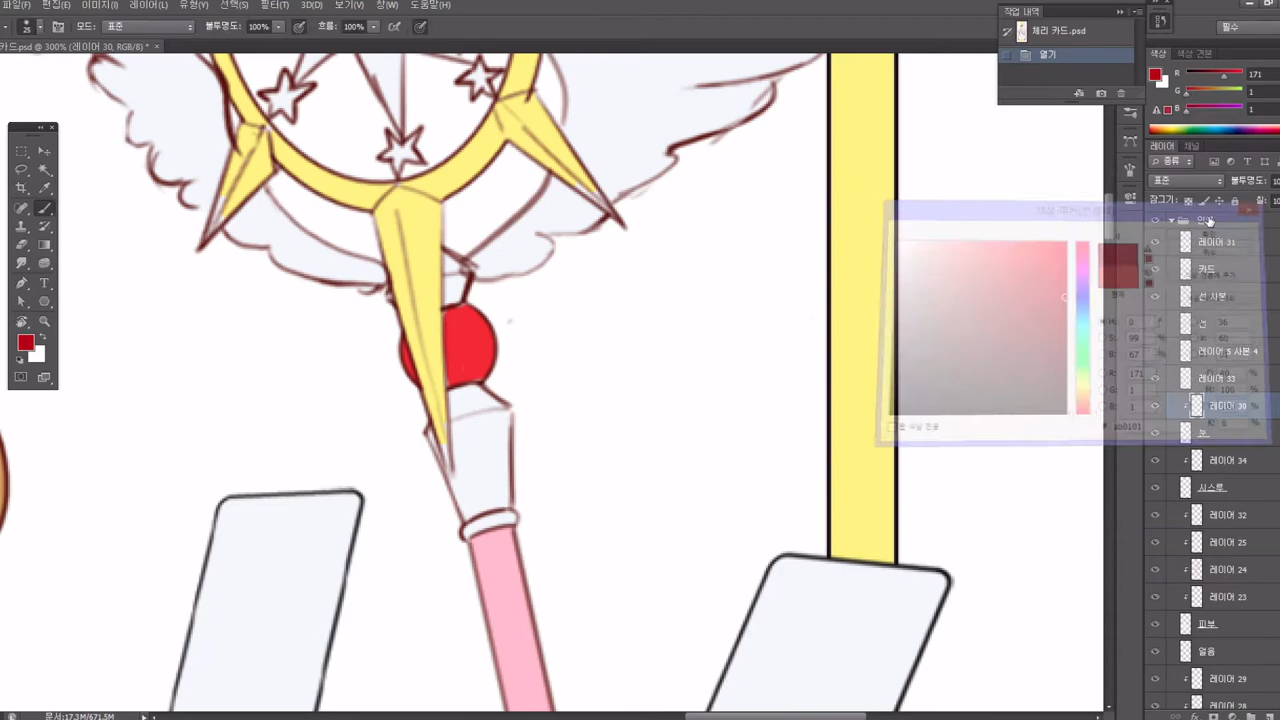 파일(F) 편집(E) 이미지(I) 레이어(L) 유형(Y) 선택(S) 필터(T) 3D(D) 보기(V) 창(W) 도움말(H)
25 모드: 표준 불투명도: 100% 흐름: 100%
카드.psd @ 300% (레이어 30, RGB/8) *
작업 내역
체리 카드.psd
열기
필수
색상 색상 견본
R 171
G 1
B 1
레이어 채널
종류
표준 불투명도:
잠그기: 칠:
레이어 31
카드
선 사본
선
레이어 5 사본 4
레이어 33
레이어 30
눈
레이어 34
시스루
레이어 32
레이어 25
레이어 24
레이어 23
피부
얼음
레이어 29
레이어 28
ab0101
문서:17.3M/671.5M